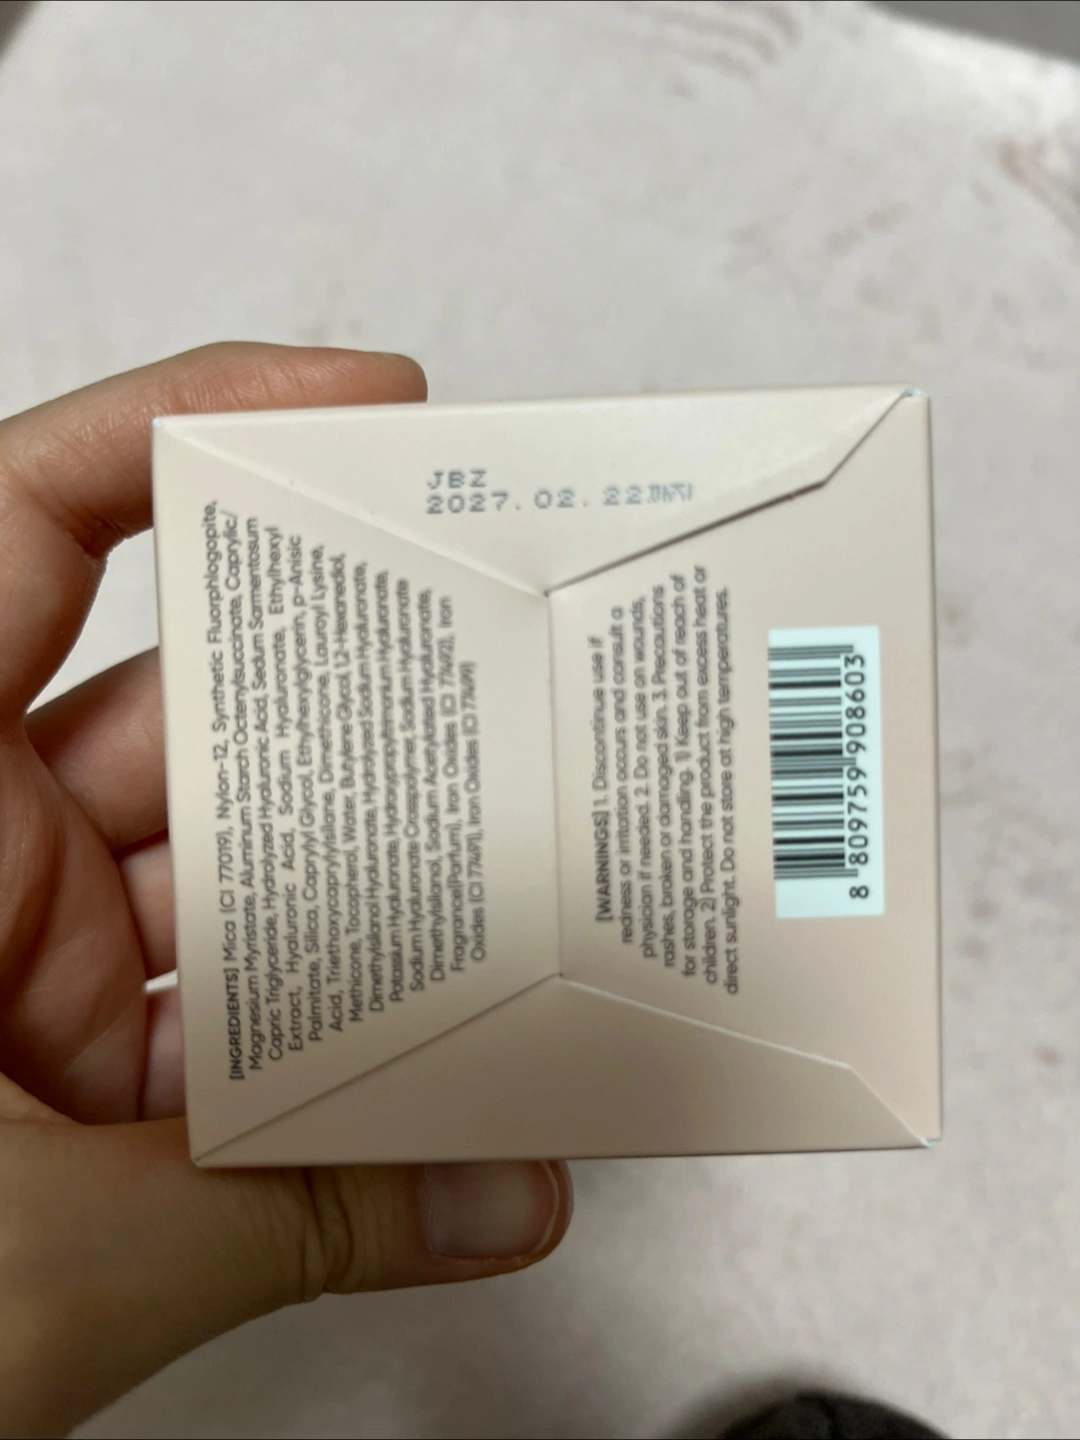 [INGREDIENTS] Mica (CI 77019), Nylon-12, Synthetic Fluorphlogopite,
Magnesium Myristate, Aluminum Starch Octenylsuccinate, Caprylic/
Capric Triglyceride, Hydrolyzed Hyaluronic Acid, Sedum Sarmentosum
Extract, Hyaluronic Acid, Sodium Hyaluronate, Ethylhexyl
Palmitate, Silica, Caprylyl Glycol, Ethylhexylglycerin, p-Anisic
Acid, Triethoxycaprylylsilane, Dimethicone, Lauroyl Lysine,
Methicone, Tocopherol, Water, Butylene Glycol, 1,2-Hexanediol,
Dimethylsilanol Hyaluronate, Hydrolyzed Sodium Hyaluronate,
Potassium Hyaluronate, Hydroxypropyltrimonium Hyaluronate,
Sodium Hyaluronate Crosspolymer, Sodium Hyaluronate
Dimethylsilanol, Sodium Acetylated Hyaluronate,
Fragrance(Parfum), Iron Oxides (CI 77492), Iron
Oxides (CI 77491), Iron Oxides (CI 77499)
JBZ
2027. 02. 22
[WARNINGS] 1. Discontinue use if
redness or irritation occurs and consult a
physician if needed. 2. Do not use on wounds,
rashes, broken or damaged skin. 3. Precautions
for storage and handling. 1) Keep out of reach of
children. 2) Protect the product from excess heat or
direct sunlight. Do not store at high temperatures.
8 809759 908603